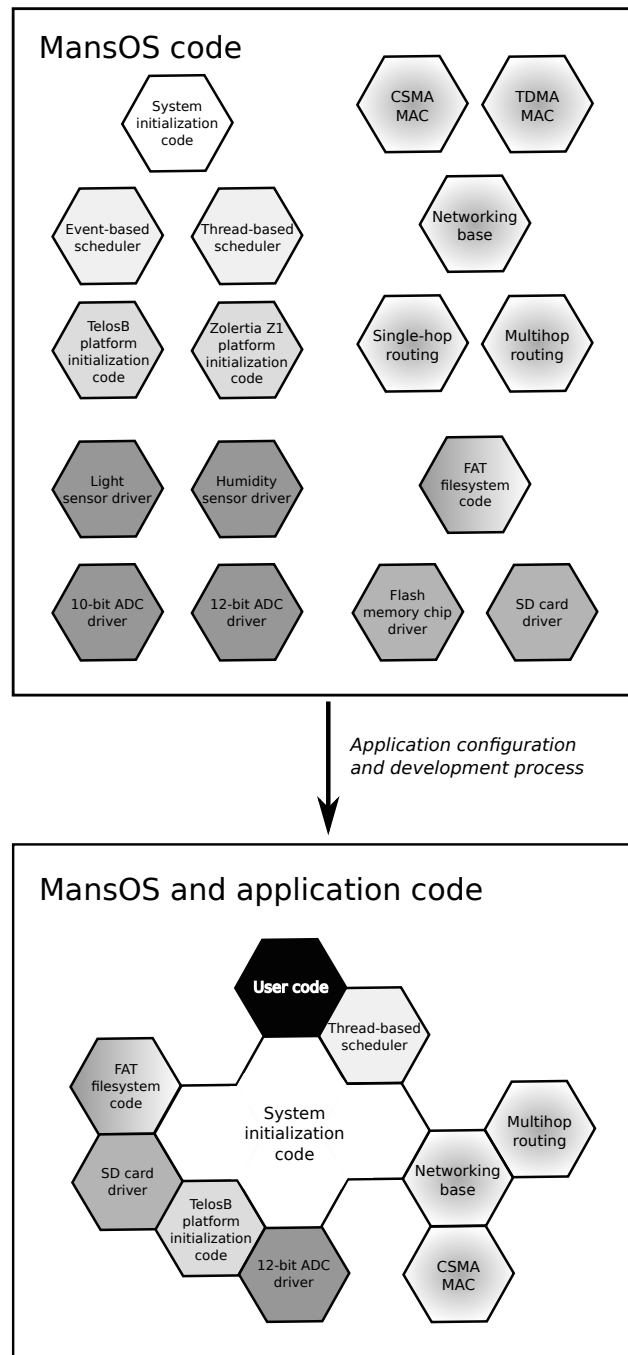 MansOS code
System
initialization
code
CSMA
MAC
TDMA
MAC
Event-based
scheduler
Thread-based
scheduler
Networking
base
TelosB
platform
initialization
code
Zolertia Z1
platform
initialization
code
Single-hop
routing
Multihop
routing
Light
sensor driver
Humidity
sensor driver
FAT
filesystem
code
10-bit ADC
driver
12-bit ADC
driver
Flash
memory chip
driver
SD card
driver
Application configuration
and development process
MansOS and application code
User code
Thread-based
scheduler
FAT
filesystem
code
System
initialization
code
Multihop
routing
SD card
driver
Networking
base
TelosB
platform
initialization
code
12-bit ADC
driver
CSMA
MAC